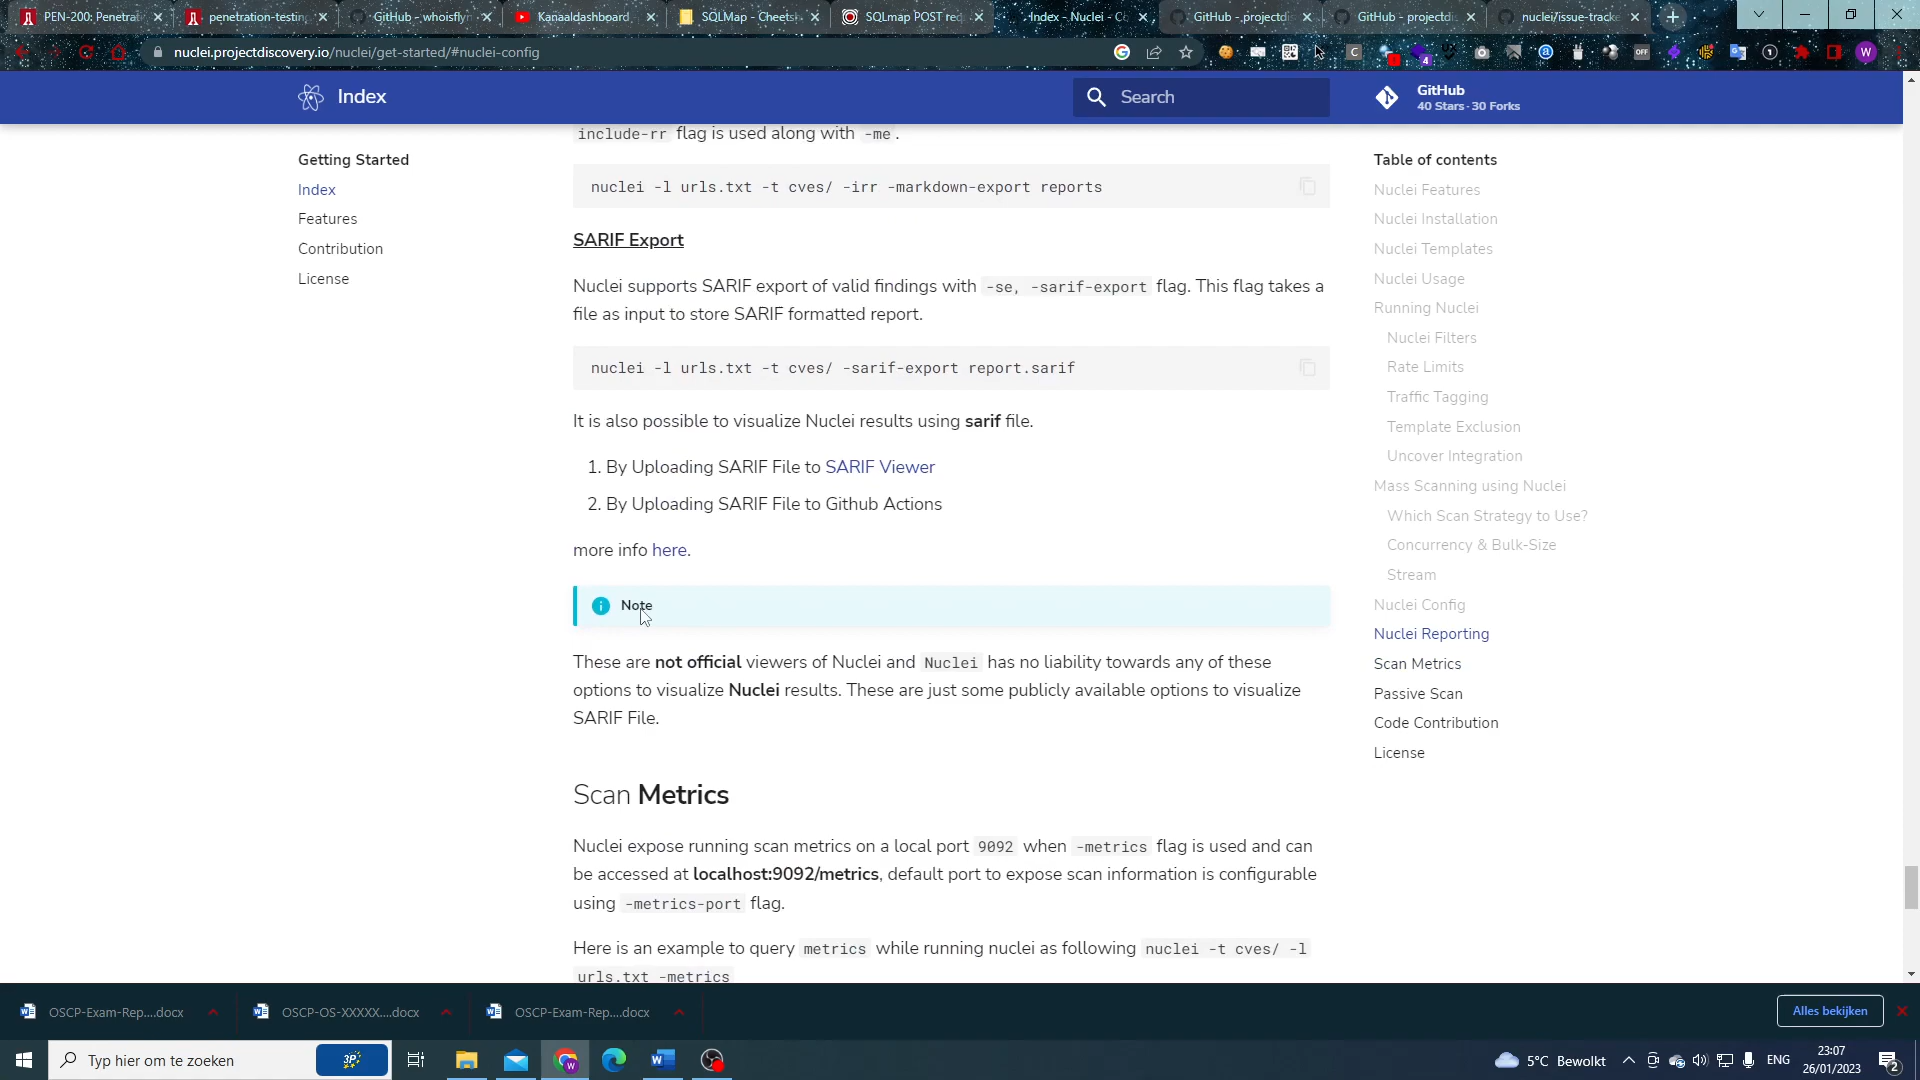 PEN-200: Penetrat
penetration-testin
GitHub - whoisflyn
Kanaaldashboard
SQLMap - Cheetsh
SQLmap POST req
Index - Nuclei - Co
GitHub - projectdi
GitHub - projectdi
nuclei/issue-tracke
nuclei.projectdiscovery.io/nuclei/get-started/#nuclei-config
Index
Search
GitHub
40 Stars · 30 Forks
Getting Started
Index
Features
Contribution
License
include-rr flag is used along with -me.
nuclei -l urls.txt -t cves/ -irr -markdown-export reports
SARIF Export
Nuclei supports SARIF export of valid findings with -se, -sarif-export flag. This flag takes a
file as input to store SARIF formatted report.
nuclei -l urls.txt -t cves/ -sarif-export report.sarif
It is also possible to visualize Nuclei results using sarif file.
1. By Uploading SARIF File to SARIF Viewer
2. By Uploading SARIF File to Github Actions
more info here.
Note
These are not official viewers of Nuclei and Nuclei has no liability towards any of these
options to visualize Nuclei results. These are just some publicly available options to visualize
SARIF File.
Scan Metrics
Nuclei expose running scan metrics on a local port 9092 when -metrics flag is used and can
be accessed at localhost:9092/metrics, default port to expose scan information is configurable
using -metrics-port flag.
Here is an example to query metrics while running nuclei as following nuclei -t cves/ -l
urls.txt -metrics
Table of contents
Nuclei Features
Nuclei Installation
Nuclei Templates
Nuclei Usage
Running Nuclei
Nuclei Filters
Rate Limits
Traffic Tagging
Template Exclusion
Uncover Integration
Mass Scanning using Nuclei
Which Scan Strategy to Use?
Concurrency & Bulk-Size
Stream
Nuclei Config
Nuclei Reporting
Scan Metrics
Passive Scan
Code Contribution
License
OSCP-Exam-Rep....docx
OSCP-OS-XXXXX....docx
OSCP-Exam-Rep....docx
Alles bekijken
Typ hier om te zoeken
5°C Bewolkt
ENG
23:07
26/01/2023
2